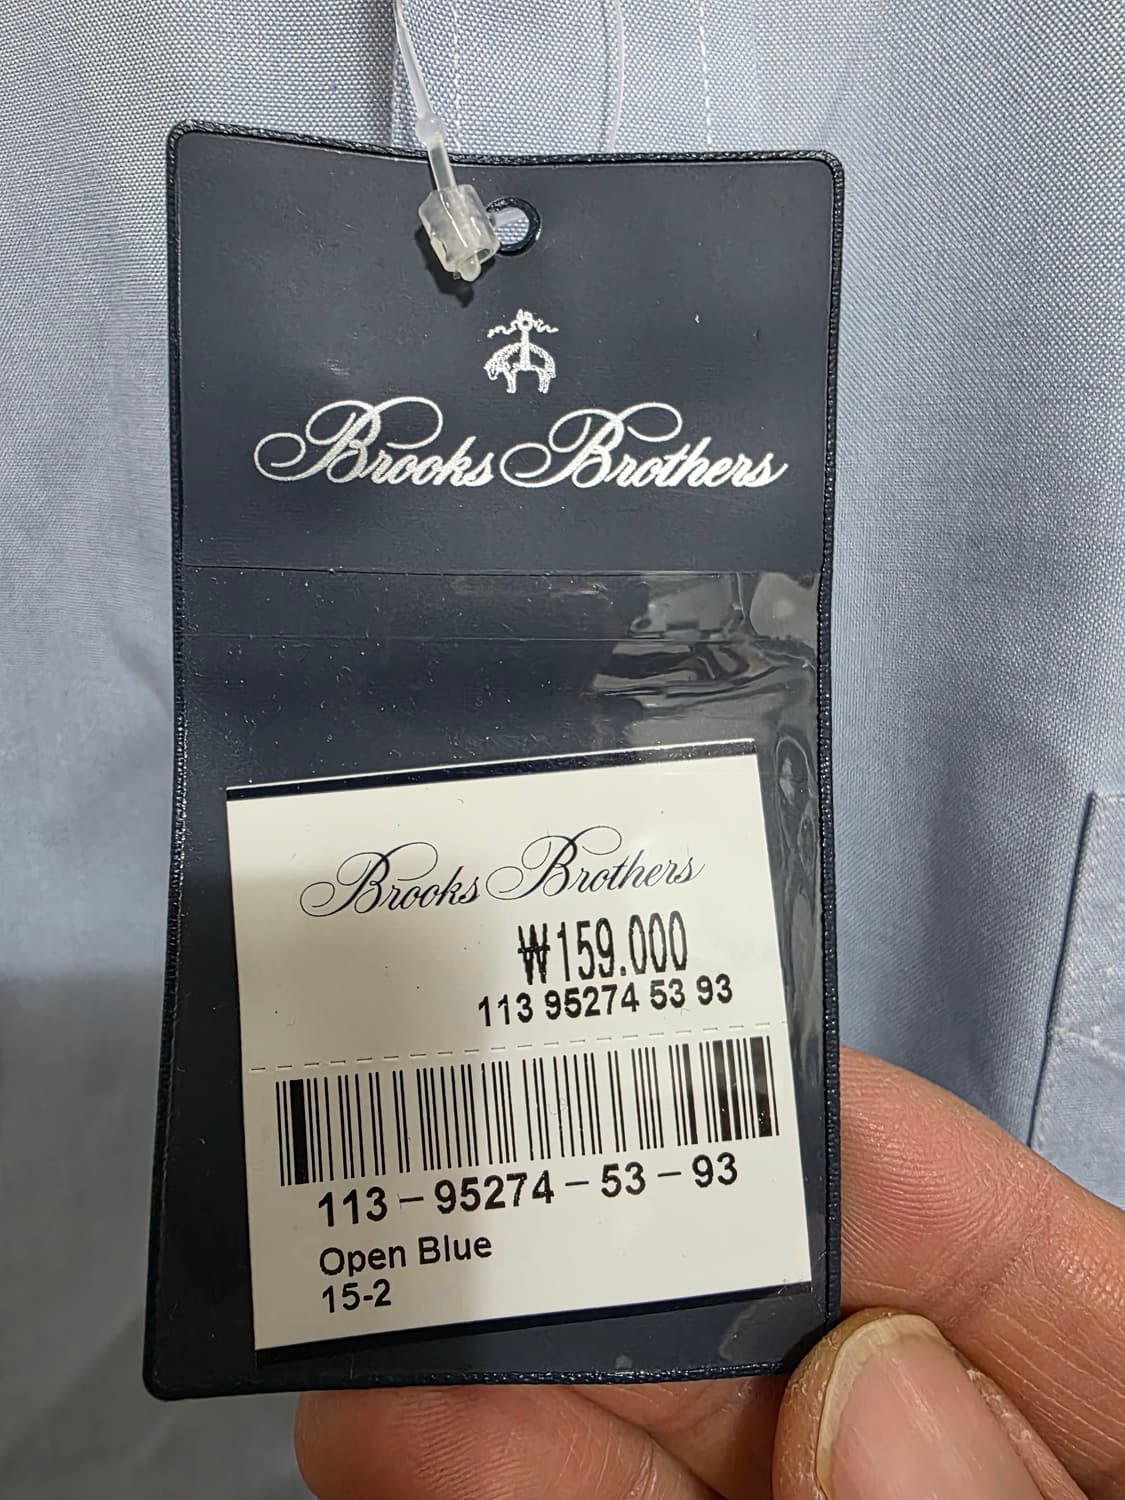 Brooks Brothers
Brooks Brothers
₩159.000
113 95274 53 93
113-95274-53-93
Open Blue
15-2